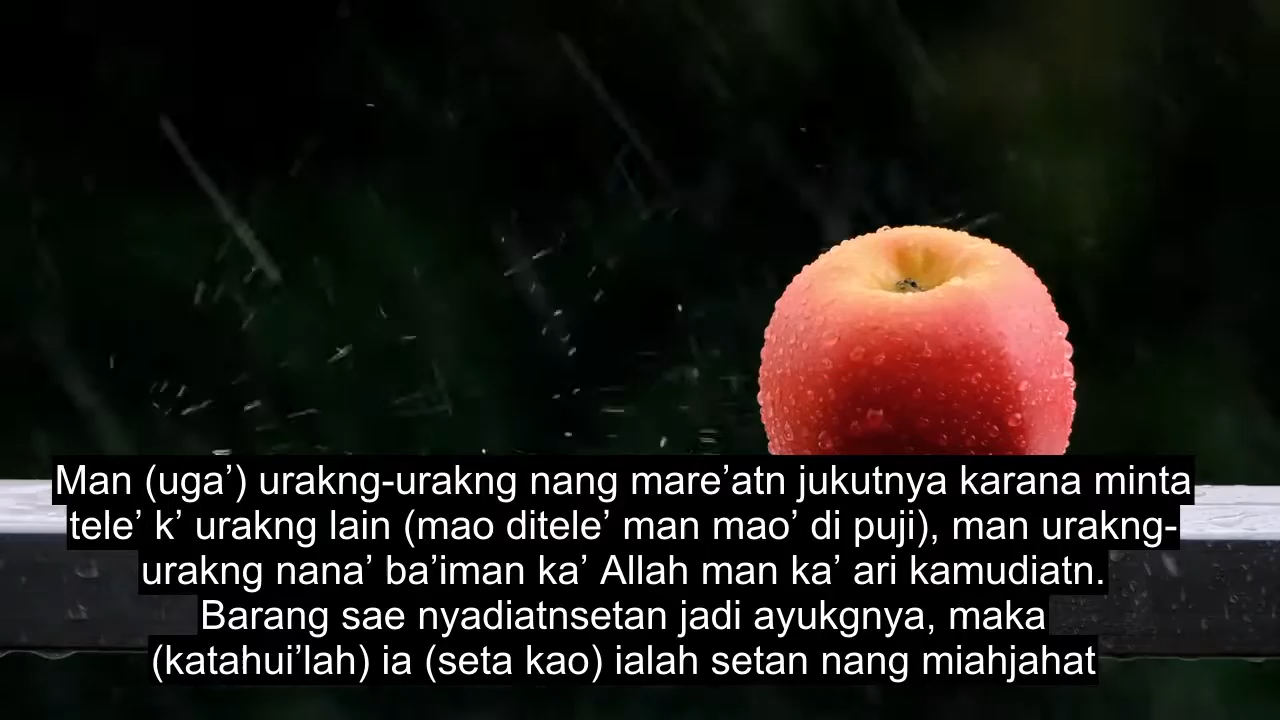 Man (uga’) urakng-urakng nang mare’atn jukutnya karana minta
tele’ k’ urakng lain (mao ditele’ man mao’ di puji), man urakng-
urakng nana’ ba’iman ka’ Allah man ka’ ari kamudiatn.
Barang sae nyadiatnsetan jadi ayukgnya, maka
(katahui’lah) ia (seta kao) ialah setan nang miahjahat